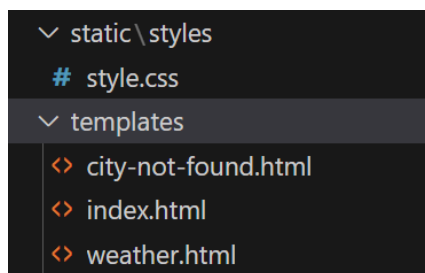 static\styles
# style.css
templates
<> city-not-found.html
<> index.html
<> weather.html